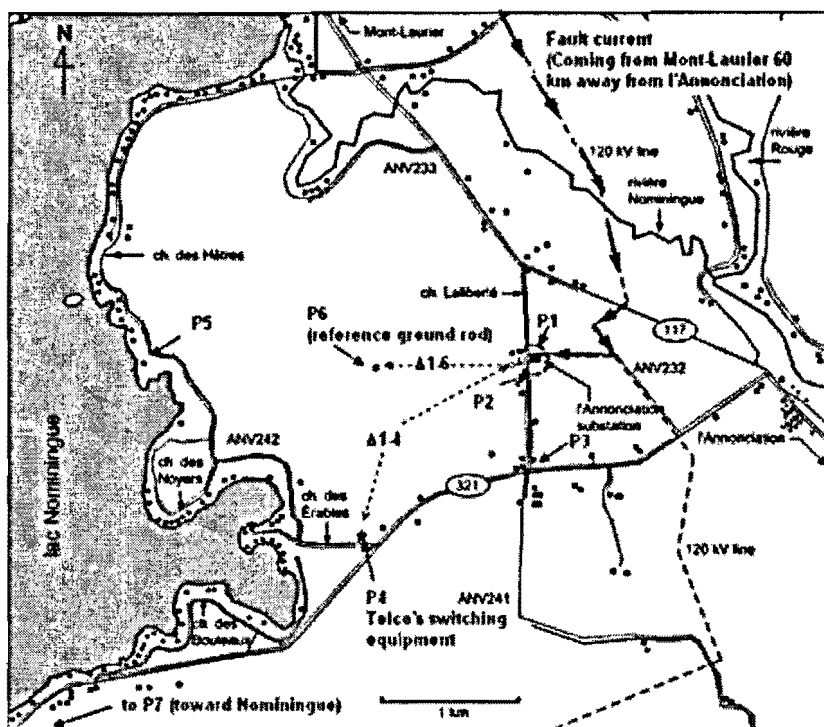 N
Mont-Laurier
Fault current
(Coming from Mont-Laurier 60
km away from l'Annonciation)
rivière
Rouge
120 kV line
ANV233
rivière
Nominingue
ch. des Hêtres
ch. Laliberté
P6
(reference ground rod)
P1
117
P5
Δ1-6
ANV232
P2
l'Annonciation
substation
Δ1-4
P3
l'Annonciation
ANV242
ch. des
Noyers
321
ch. des
Érables
lac Nominingue
120 kV line
P4
Telco's switching
equipment
ANV241
ch. des
Bouleaux
to P7 (toward Nominingue)
1 km